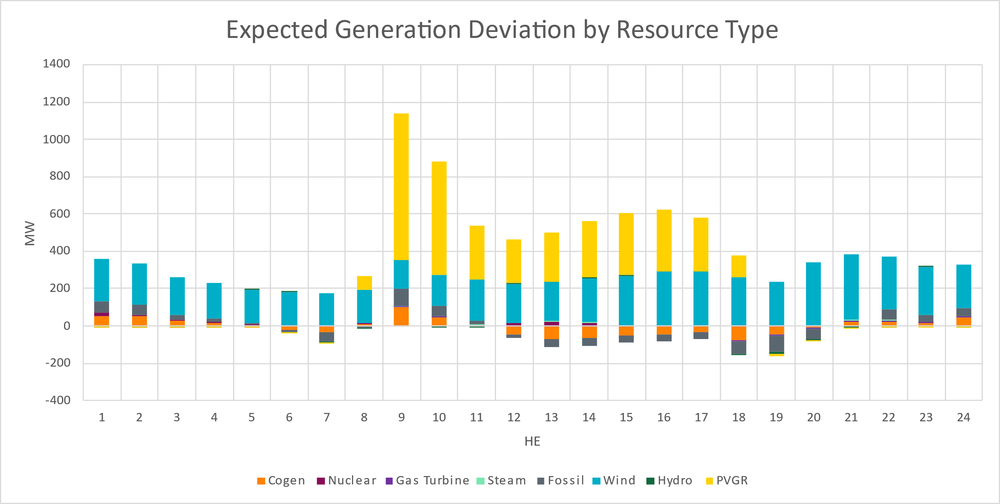 Expected Generation Deviation by Resource Type
1400
1200
1000
800
600
400
200
0
-200
-400
MW
1 2 3 4 5 6 7 8 9 10 11 12 13 14 15 16 17 18 19 20 21 22 23 24
HE
Cogen Nuclear Gas Turbine Steam Fossil Wind Hydro PVGR